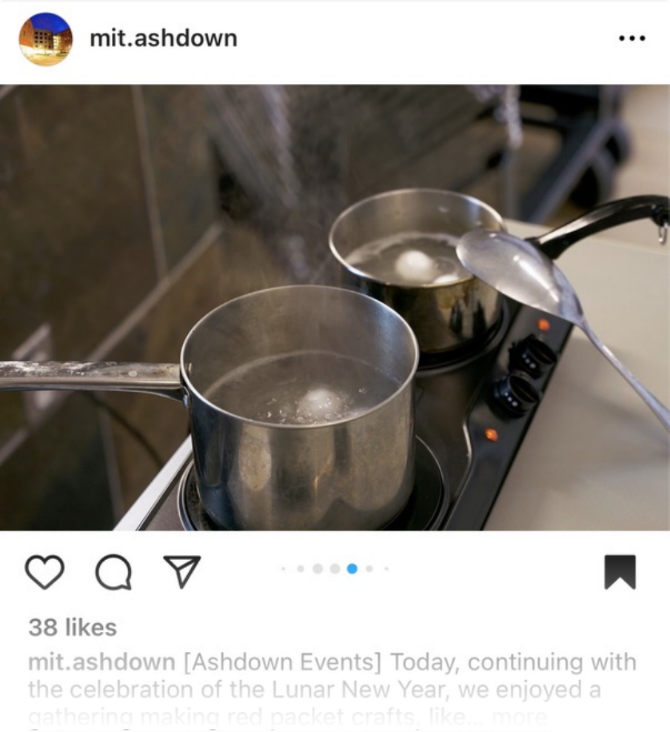 mit.ashdown
38 likes
mit.ashdown [Ashdown Events] Today, continuing with
the celebration of the Lunar New Year, we enjoyed a
gathering making red packet crafts, like... more